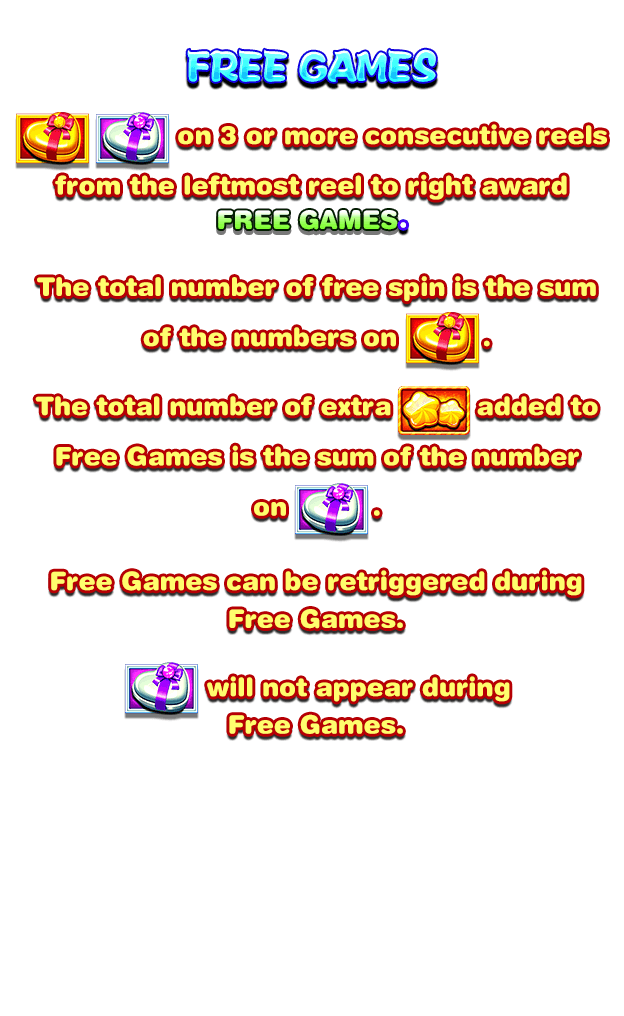 FREE GAMES
on 3 or more consecutive reels
from the leftmost reel to right award
FREE GAMES.
The total number of free spin is the sum
of the numbers on .
The total number of extra added to
Free Games is the sum of the number
on .
Free Games can be retriggered during
Free Games.
will not appear during
Free Games.